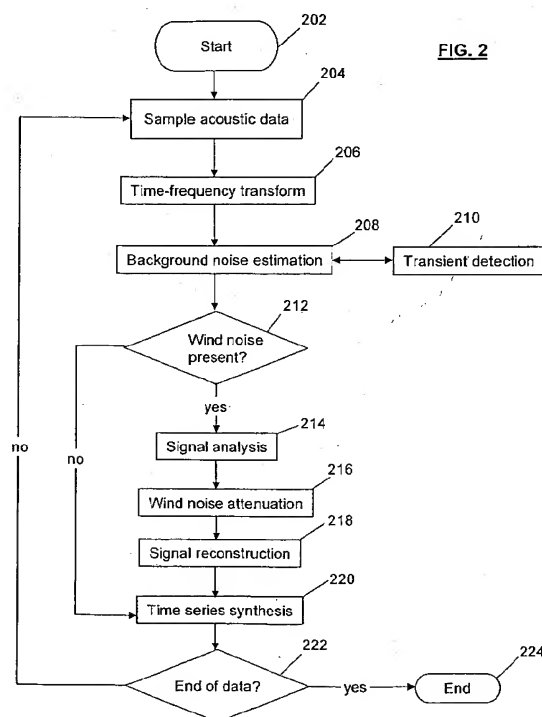 202
Start
FIG. 2
204
Sample acoustic data
206
Time-frequency transform
208
210
Background noise estimation
Transient detection
212
Wind noise
present?
yes
214
Signal analysis
no
no
216
Wind noise attenuation
218
Signal reconstruction
220
Time series synthesis
222
224
End of data?
yes
End